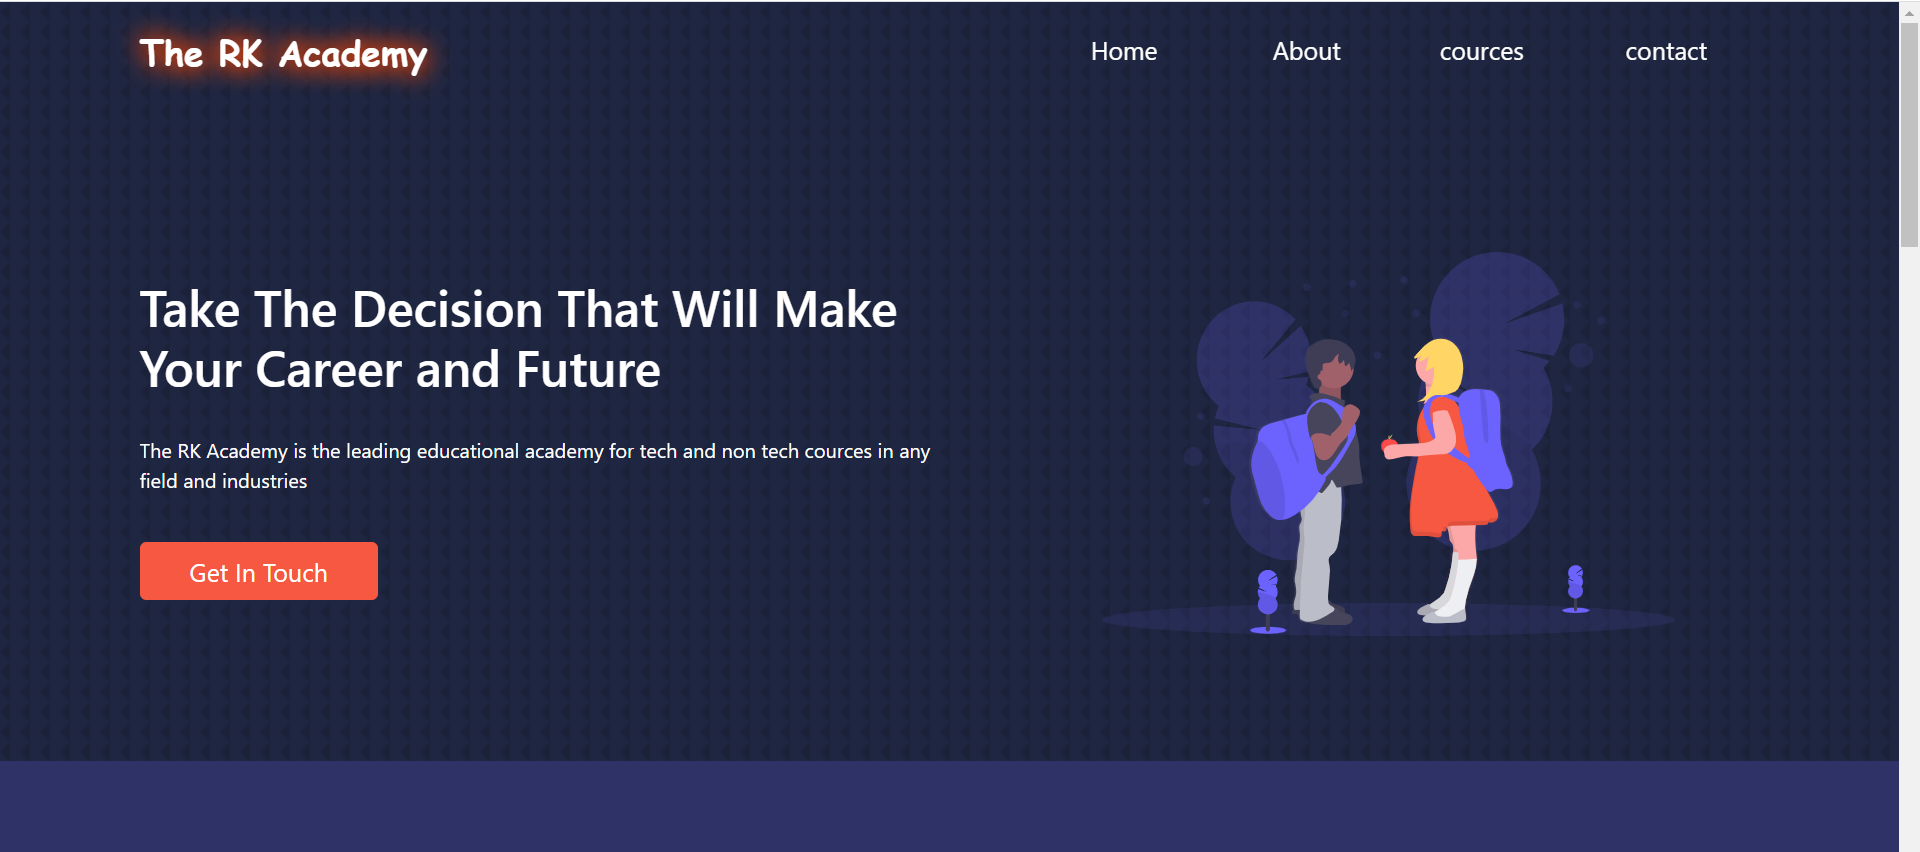 The RK Academy
Home
About
cources
contact
Take The Decision That Will Make
Your Career and Future
The RK Academy is the leading educational academy for tech and non tech cources in any
field and industries
Get In Touch